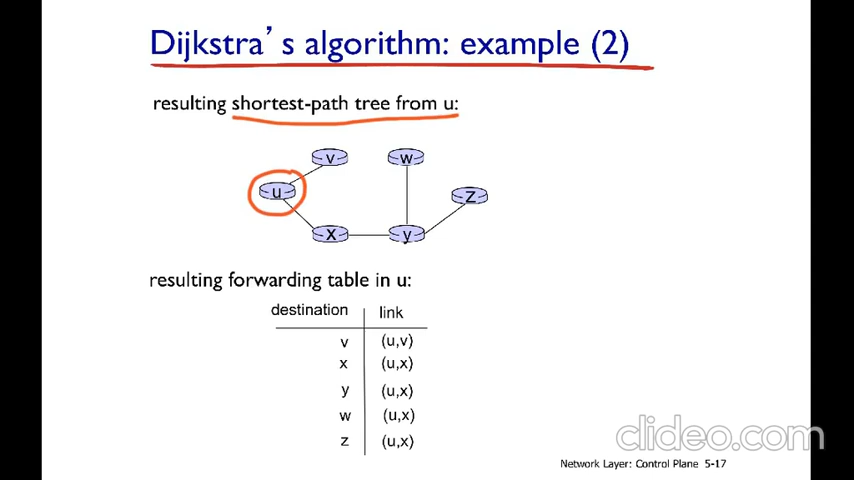 Dijkstra's algorithm: example (2)
resulting shortest-path tree from u:
v w
u z
x y
resulting forwarding table in u:
destination link
v (u,v)
x (u,x)
y (u,x)
w (u,x)
z (u,x)
clideo.com
Network Layer: Control Plane 5-17